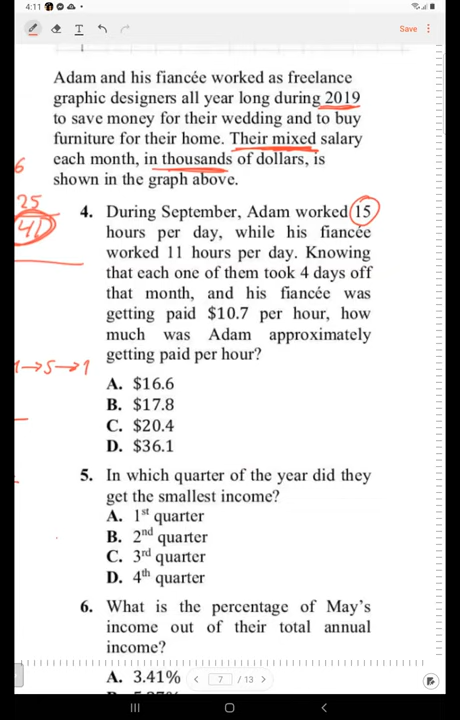 4:11
Save
Adam and his fiancée worked as freelance
graphic designers all year long during 2019
to save money for their wedding and to buy
furniture for their home. Their mixed salary
each month, in thousands of dollars, is
shown in the graph above.
6
25
41
4. During September, Adam worked 15
hours per day, while his fiancée
worked 11 hours per day. Knowing
that each one of them took 4 days off
that month, and his fiancée was
getting paid $10.7 per hour, how
much was Adam approximately
getting paid per hour?
1→5→1
A. $16.6
B. $17.8
C. $20.4
D. $36.1
5. In which quarter of the year did they
get the smallest income?
A. 1st quarter
B. 2nd quarter
C. 3rd quarter
D. 4th quarter
6. What is the percentage of May's
income out of their total annual
income?
A. 3.41%
7 / 13